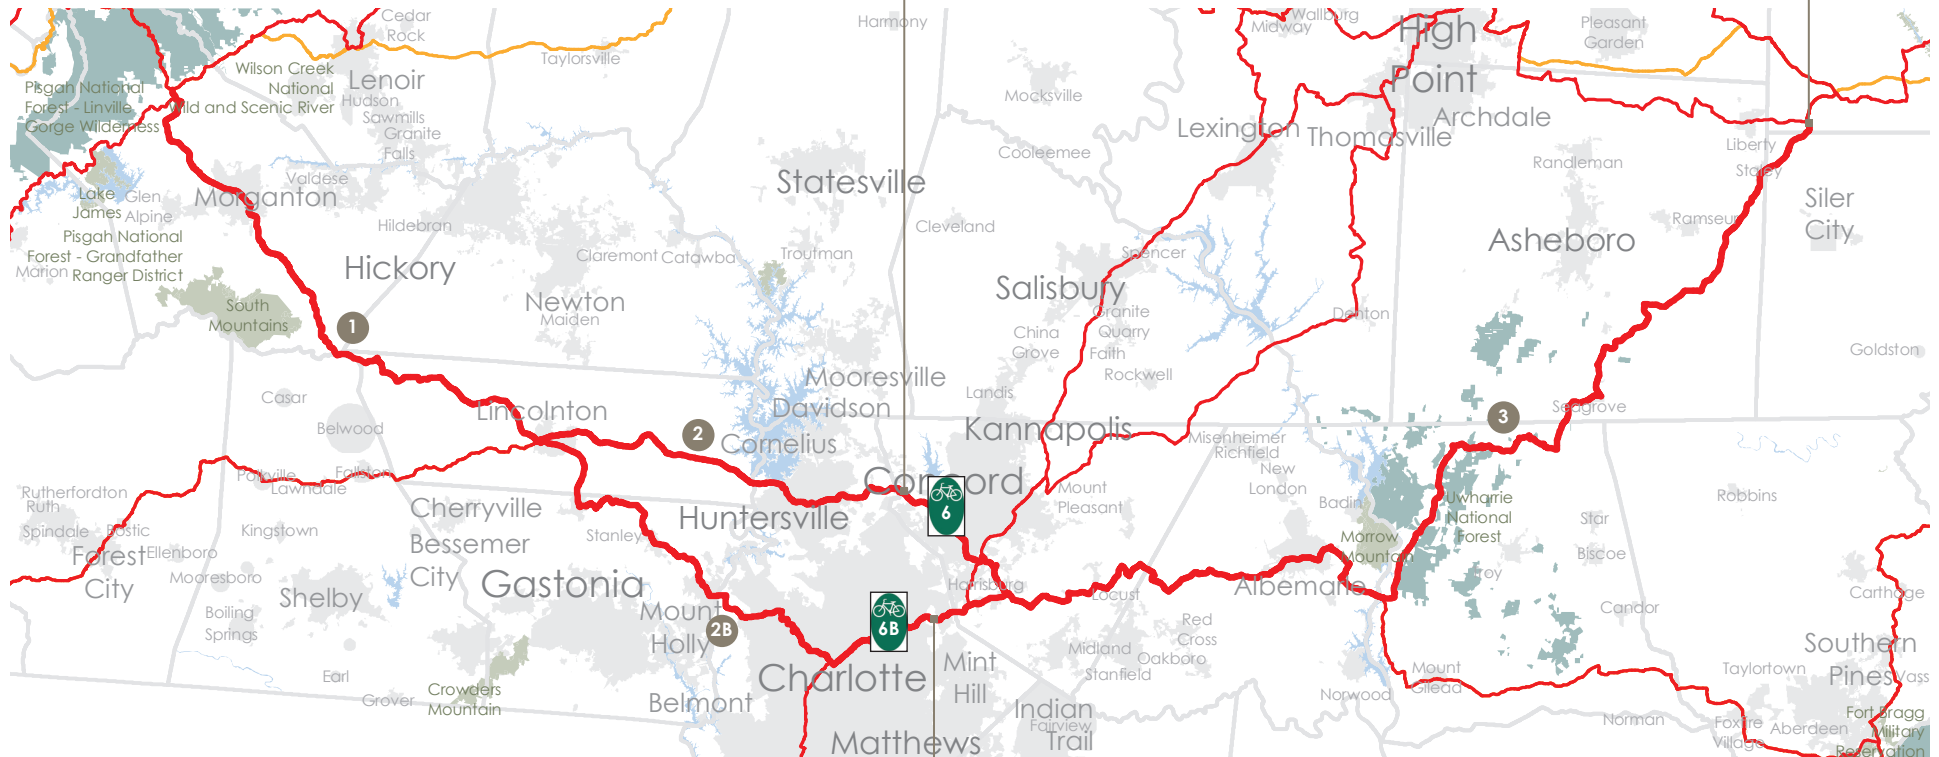 Cedar
Rock
Harmony
Wallburg
Midway
High
Point
Pleasant
Garden
Taylorsville
Wilson Creek
National
Wild and Scenic River
Lenoir
Hudson
Sawmills
Granite
Falls
Pisgah National
Forest - Linville
Gorge Wilderness
Mocksville
Archdale
Lexington
Thomasville
Cooleemee
Randleman
Liberty
Staley
Statesville
Valdese
Morganton
Lake
James
Glen
Alpine
Hildebran
Cleveland
Ramseur
Siler
City
Pisgah National
Forest - Grandfather
Ranger District
Marion
Hickory
Claremont
Catawba
Troutman
Spencer
Asheboro
Salisbury
Newton
Maiden
South
Mountains
1
Granite
Quarry
China
Grove
Faith
Rockwell
Denton
Goldston
Mooresville
Davidson
Landis
Casar
Belwood
Lincolnton
2
Cornelius
Kannapolis
3
Seagrove
Misenheimer
Richfield
New
London
Concord
Mount
Pleasant
Badin
Uwharrie
National
Forest
Robbins
Polkville
Lawndale
Fallston
Rutherfordton
Ruth
Spindale
Bostic
Forest
City
Ellenboro
Kingstown
Cherryville
Bessemer
City
Stanley
Huntersville
6
Star
Biscoe
Morrow
Mountain
Troy
Mooresboro
Shelby
Gastonia
Harrisburg
Locust
Albemarle
Candor
Carthage
Boiling
Springs
Mount
Holly
2B
6B
Red
Cross
Midland
Oakboro
Stanfield
Southern
Pines
Taylortown
Vass
Earl
Grover
Crowders
Mountain
Belmont
Charlotte
Mint
Hill
Mount
Gilead
Norwood
Indian
Trail
Fairview
Matthews
Norman
Foxfire
Village
Aberdeen
Fort Bragg
Military
Reservation